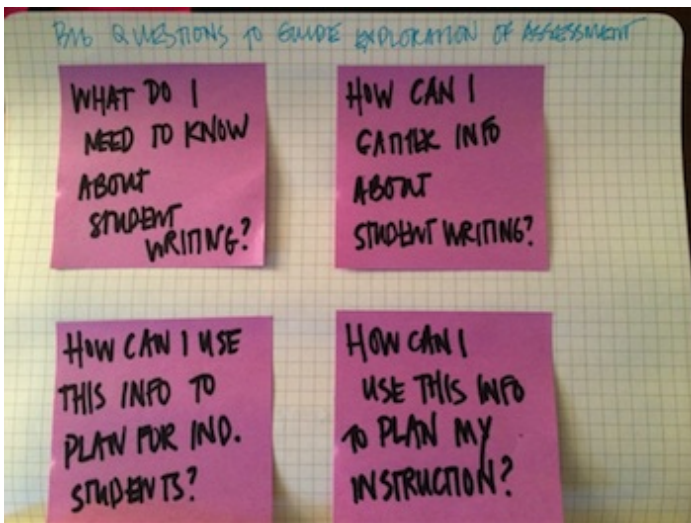 BIG QUESTIONS TO GUIDE EXPLORATION OF ASSESSMENT
WHAT DO I
NEED TO KNOW
ABOUT
STUDENT
WRITING?
HOW CAN I
GATHER INFO
ABOUT
STUDENT WRITING?
HOW CAN I USE
THIS INFO TO
PLAN FOR IND.
STUDENTS?
HOW CAN I
USE THIS INFO
TO PLAN MY
INSTRUCTION?